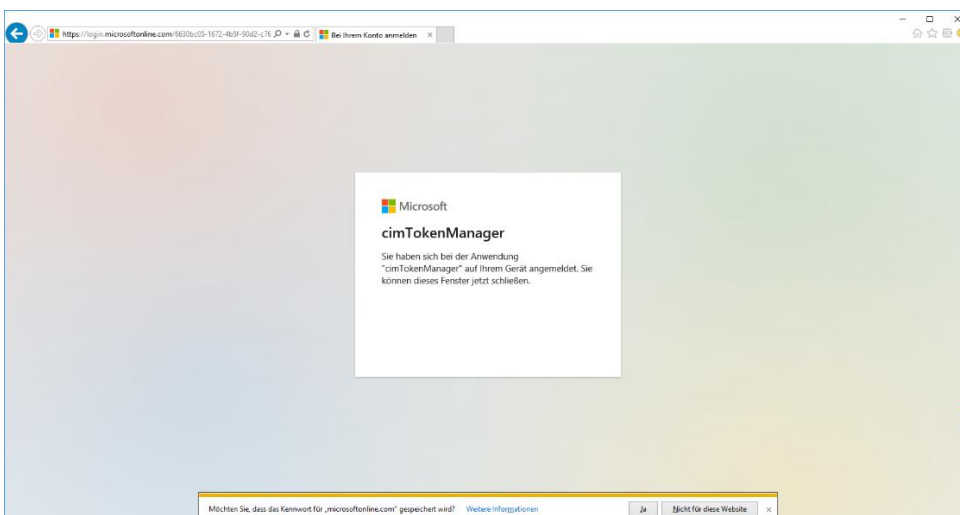 https://login.microsoftonline.com/6630bc05-1672-4b5f-90d2-c76
Bei Ihrem Konto anmelden
Microsoft
cimTokenManager
Sie haben sich bei der Anwendung
"cimTokenManager" auf Ihrem Gerät angemeldet. Sie
können dieses Fenster jetzt schließen.
Möchten Sie, dass das Kennwort für „microsoftonline.com" gespeichert wird? Weitere Informationen Ja Nicht für diese Website